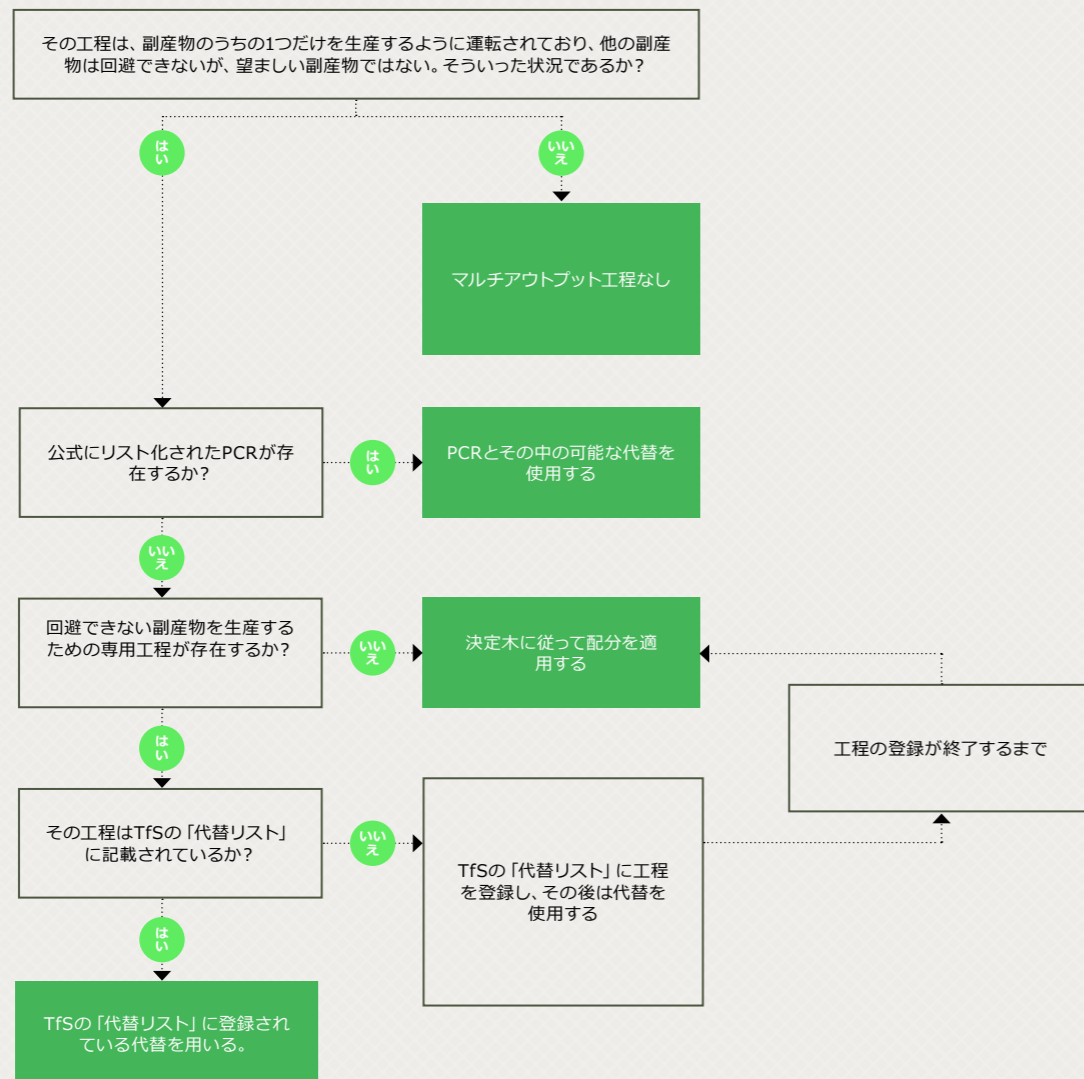 その工程は、副産物のうちの1つだけを生産するように運転されており、他の副産
物は回避できないが、望ましい副産物ではない。そういった状況であるか？
はい
いいえ
マルチアウトプット工程なし
公式にリスト化されたPCRが存
在するか？
はい
PCRとその中の可能な代替を
使用する
いいえ
回避できない副産物を生産する
ための専用工程が存在するか？
いいえ
決定木に従って配分を適
用する
工程の登録が終了するまで
はい
その工程はTfSの「代替リスト」
に記載されているか？
いいえ
TfSの「代替リスト」に工程
を登録し、その後は代替を
使用する
はい
TfSの「代替リスト」に登録され
ている代替を用いる。